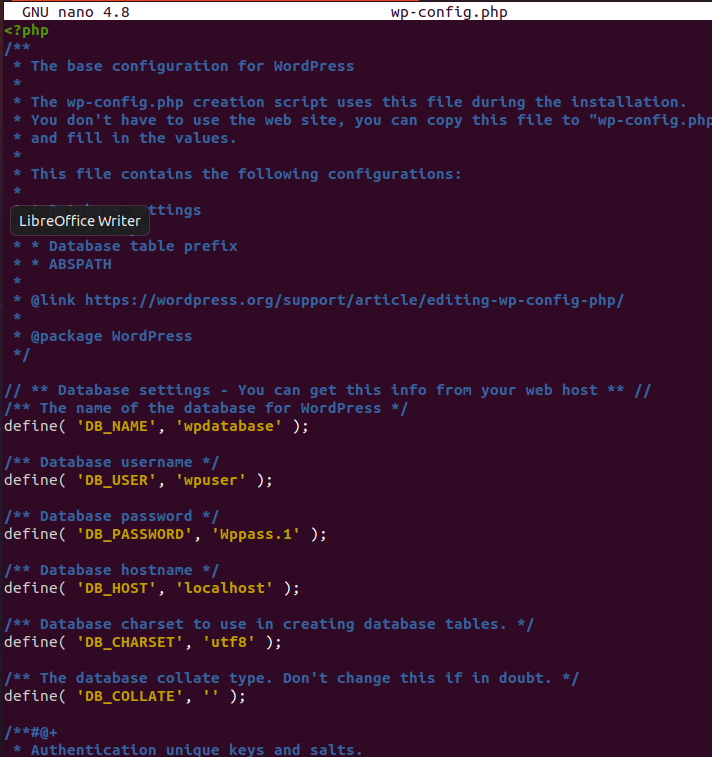 GNU nano 4.8 wp-config.php
<?php
/**
 * The base configuration for WordPress
 *
 * The wp-config.php creation script uses this file during the installation.
 * You don't have to use the web site, you can copy this file to "wp-config.php
 * and fill in the values.
 *
 * This file contains the following configurations:
 *
ttings
LibreOffice Writer
 * * Database table prefix
 * * ABSPATH
 *
 * @link https://wordpress.org/support/article/editing-wp-config-php/
 *
 * @package WordPress
 */
// ** Database settings - You can get this info from your web host ** //
/** The name of the database for WordPress */
define( 'DB_NAME', 'wpdatabase' );
/** Database username */
define( 'DB_USER', 'wpuser' );
/** Database password */
define( 'DB_PASSWORD', 'Wppass.1' );
/** Database hostname */
define( 'DB_HOST', 'localhost' );
/** Database charset to use in creating database tables. */
define( 'DB_CHARSET', 'utf8' );
/** The database collate type. Don't change this if in doubt. */
define( 'DB_COLLATE', '' );
/**#@+
 * Authentication unique keys and salts.